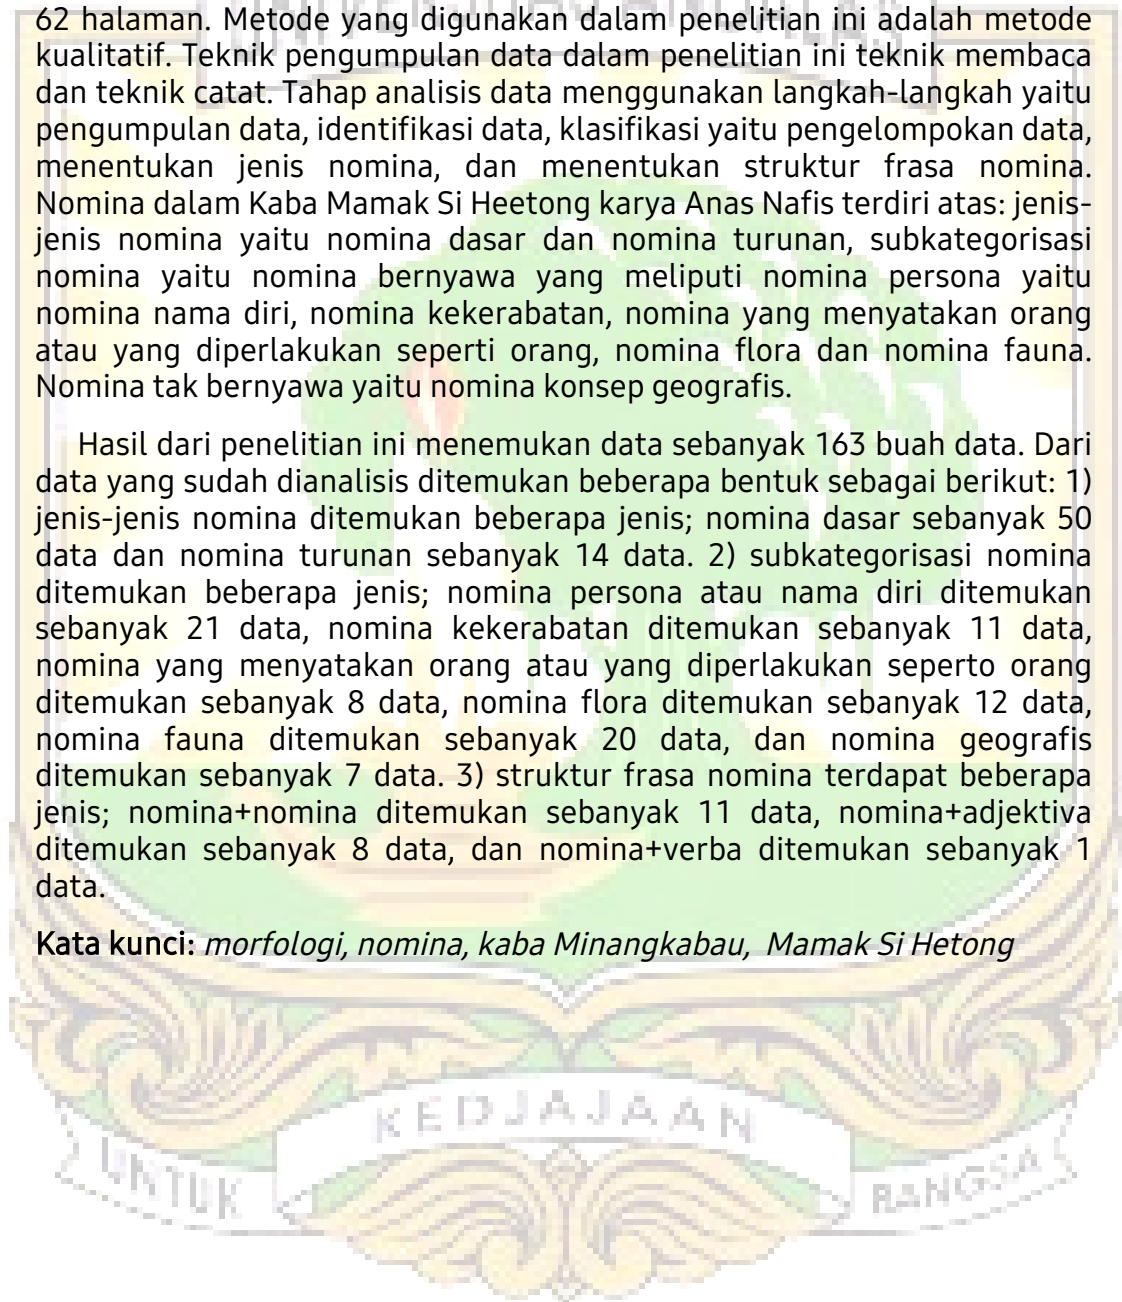 62 halaman. Metode yang digunakan dalam penelitian ini adalah metode
kualitatif. Teknik pengumpulan data dalam penelitian ini teknik membaca
dan teknik catat. Tahap analisis data menggunakan langkah-langkah yaitu
pengumpulan data, identifikasi data, klasifikasi yaitu pengelompokan data,
menentukan jenis nomina, dan menentukan struktur frasa nomina.
Nomina dalam Kaba Mamak Si Heetong karya Anas Nafis terdiri atas: jenis-
jenis nomina yaitu nomina dasar dan nomina turunan, subkategorisasi
nomina yaitu nomina bernyawa yang meliputi nomina persona yaitu
nomina nama diri, nomina kekerabatan, nomina yang menyatakan orang
atau yang diperlakukan seperti orang, nomina flora dan nomina fauna.
Nomina tak bernyawa yaitu nomina konsep geografis.
Hasil dari penelitian ini menemukan data sebanyak 163 buah data. Dari
data yang sudah dianalisis ditemukan beberapa bentuk sebagai berikut: 1)
jenis-jenis nomina ditemukan beberapa jenis; nomina dasar sebanyak 50
data dan nomina turunan sebanyak 14 data. 2) subkategorisasi nomina
ditemukan beberapa jenis; nomina persona atau nama diri ditemukan
sebanyak 21 data, nomina kekerabatan ditemukan sebanyak 11 data,
nomina yang menyatakan orang atau yang diperlakukan seperto orang
ditemukan sebanyak 8 data, nomina flora ditemukan sebanyak 12 data,
nomina fauna ditemukan sebanyak 20 data, dan nomina geografis
ditemukan sebanyak 7 data. 3) struktur frasa nomina terdapat beberapa
jenis; nomina+nomina ditemukan sebanyak 11 data, nomina+adjektiva
ditemukan sebanyak 8 data, dan nomina+verba ditemukan sebanyak 1
data.
Kata kunci: morfologi, nomina, kaba Minangkabau, Mamak Si Hetong
UNTUK KEDJAJAAN BANGSA